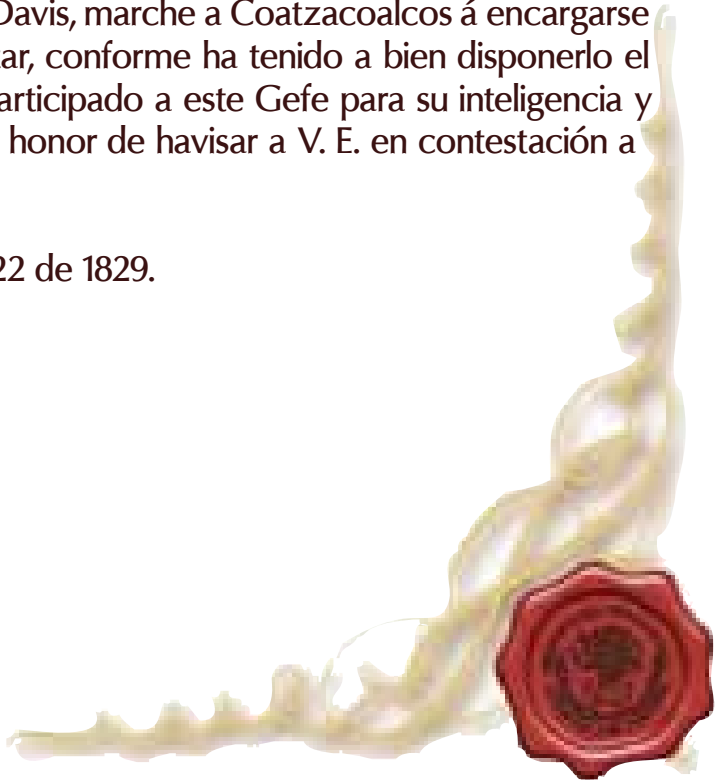 Davis, marche a Coatzacoalcos á encargarse
ar, conforme ha tenido a bien disponerlo el
articipado a este Gefe para su inteligencia y
honor de havisar a V. E. en contestación a
22 de 1829.